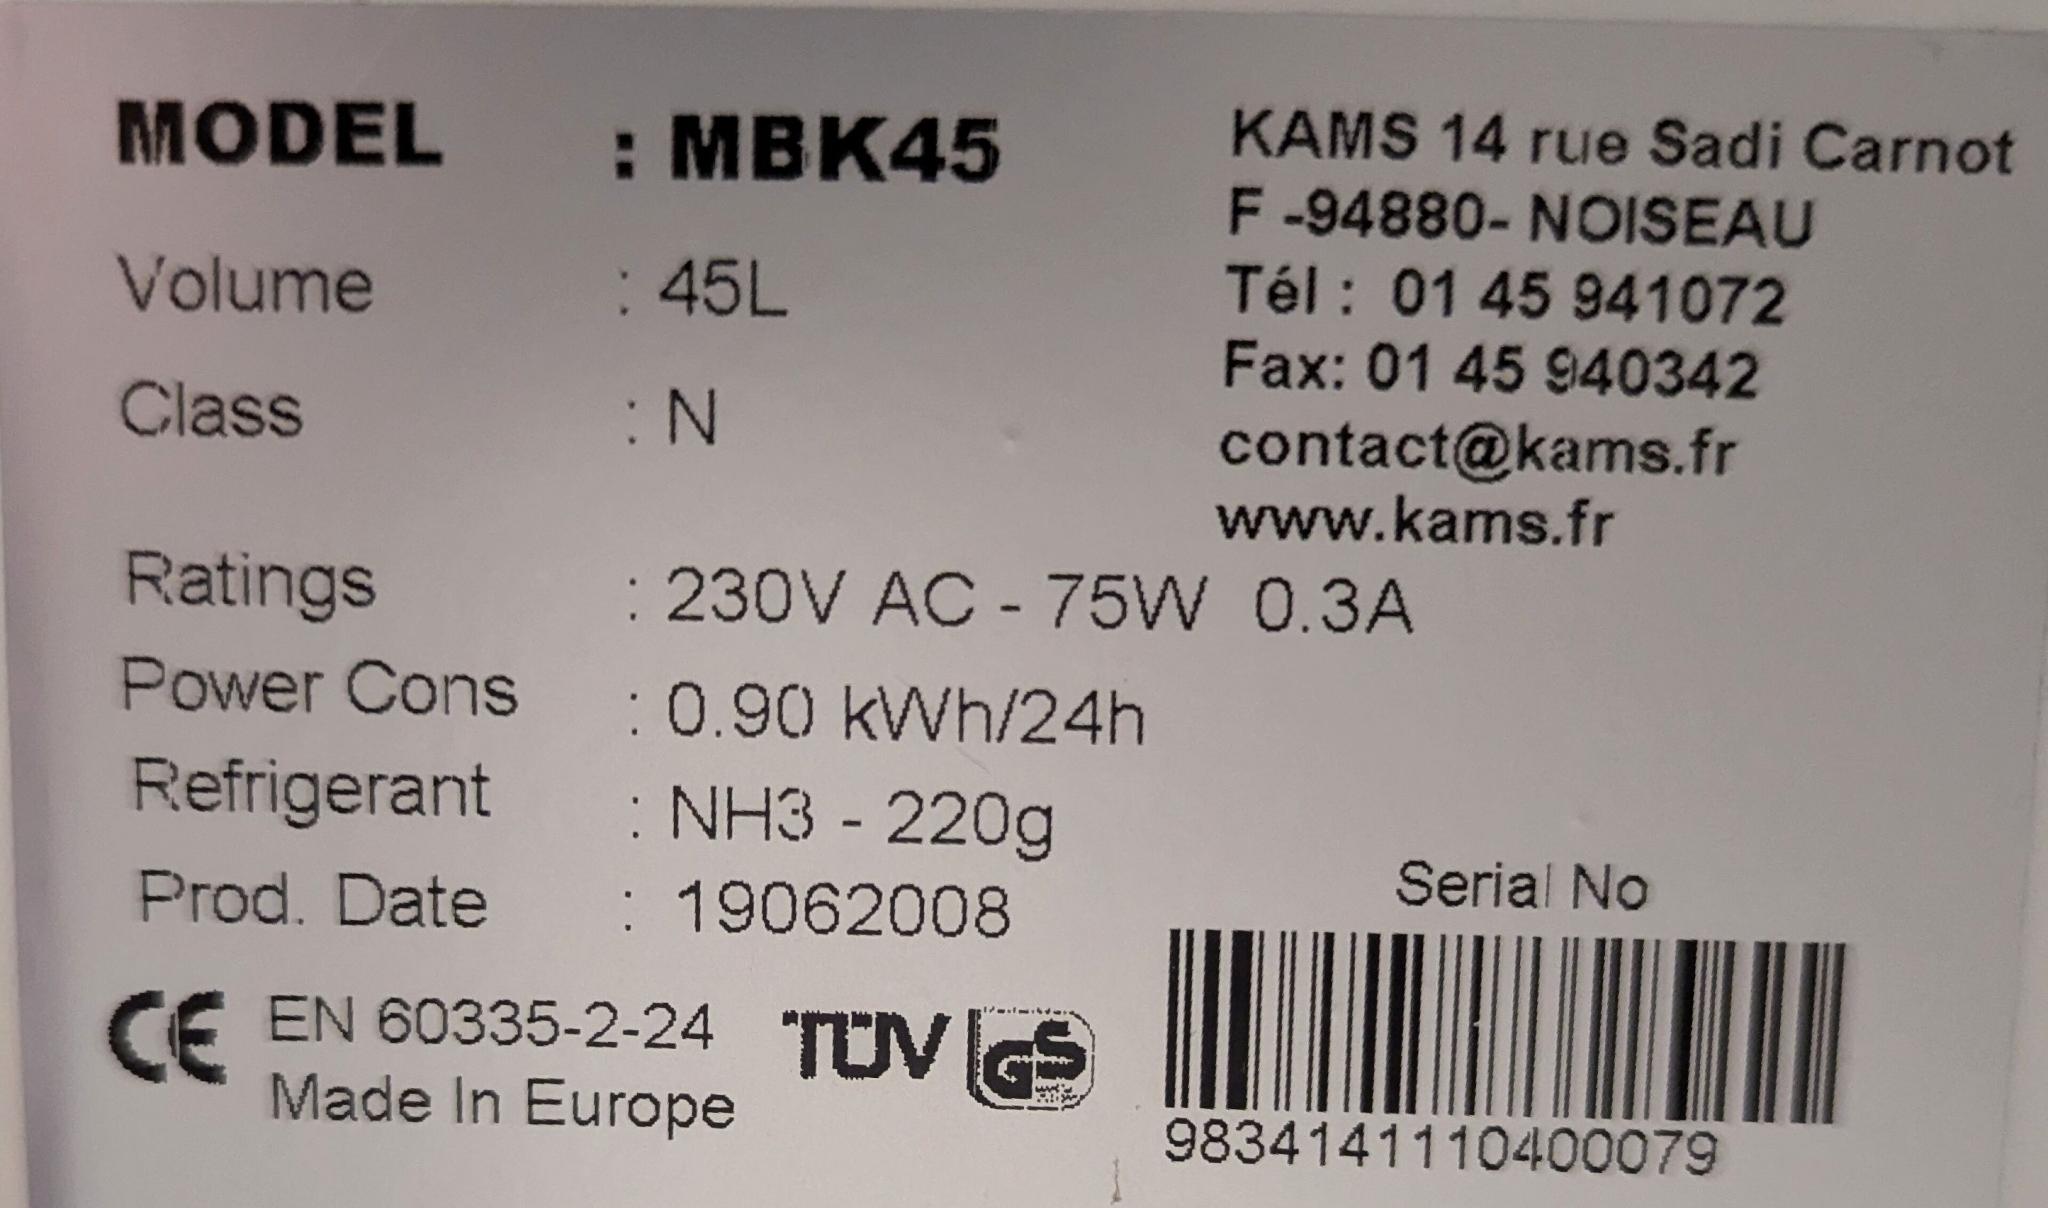 MODEL : MBK45
Volume : 45L
Class : N
KAMS 14 rue Sadi Carnot
F -94880- NOISEAU
Tél : 01 45 941072
Fax: 01 45 940342
contact@kams.fr
www.kams.fr
Ratings : 230V AC - 75W 0.3A
Power Cons : 0.90 kWh/24h
Refrigerant : NH3 - 220g
Prod. Date : 19062008
CE EN 60335-2-24
Made In Europe
TÜV GS
Serial No
9834141110400079